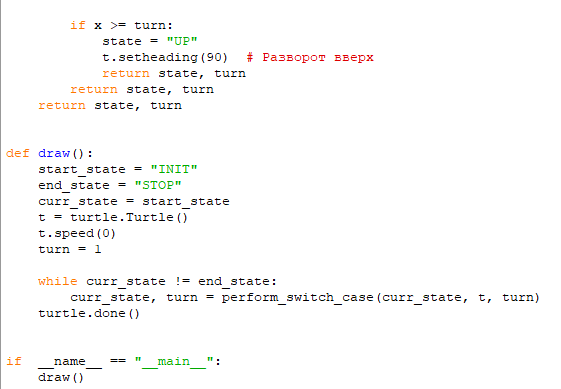 if x >= turn:
            state = "UP"
            t.setheading(90)  # Разворот вверх
            return state, turn
        return state, turn
    return state, turn
def draw():
    start_state = "INIT"
    end_state = "STOP"
    curr_state = start_state
    t = turtle.Turtle()
    t.speed(0)
    turn = 1
    while curr_state != end_state:
        curr_state, turn = perform_switch_case(curr_state, t, turn)
    turtle.done()
if  __name__ == "__main__":
    draw()